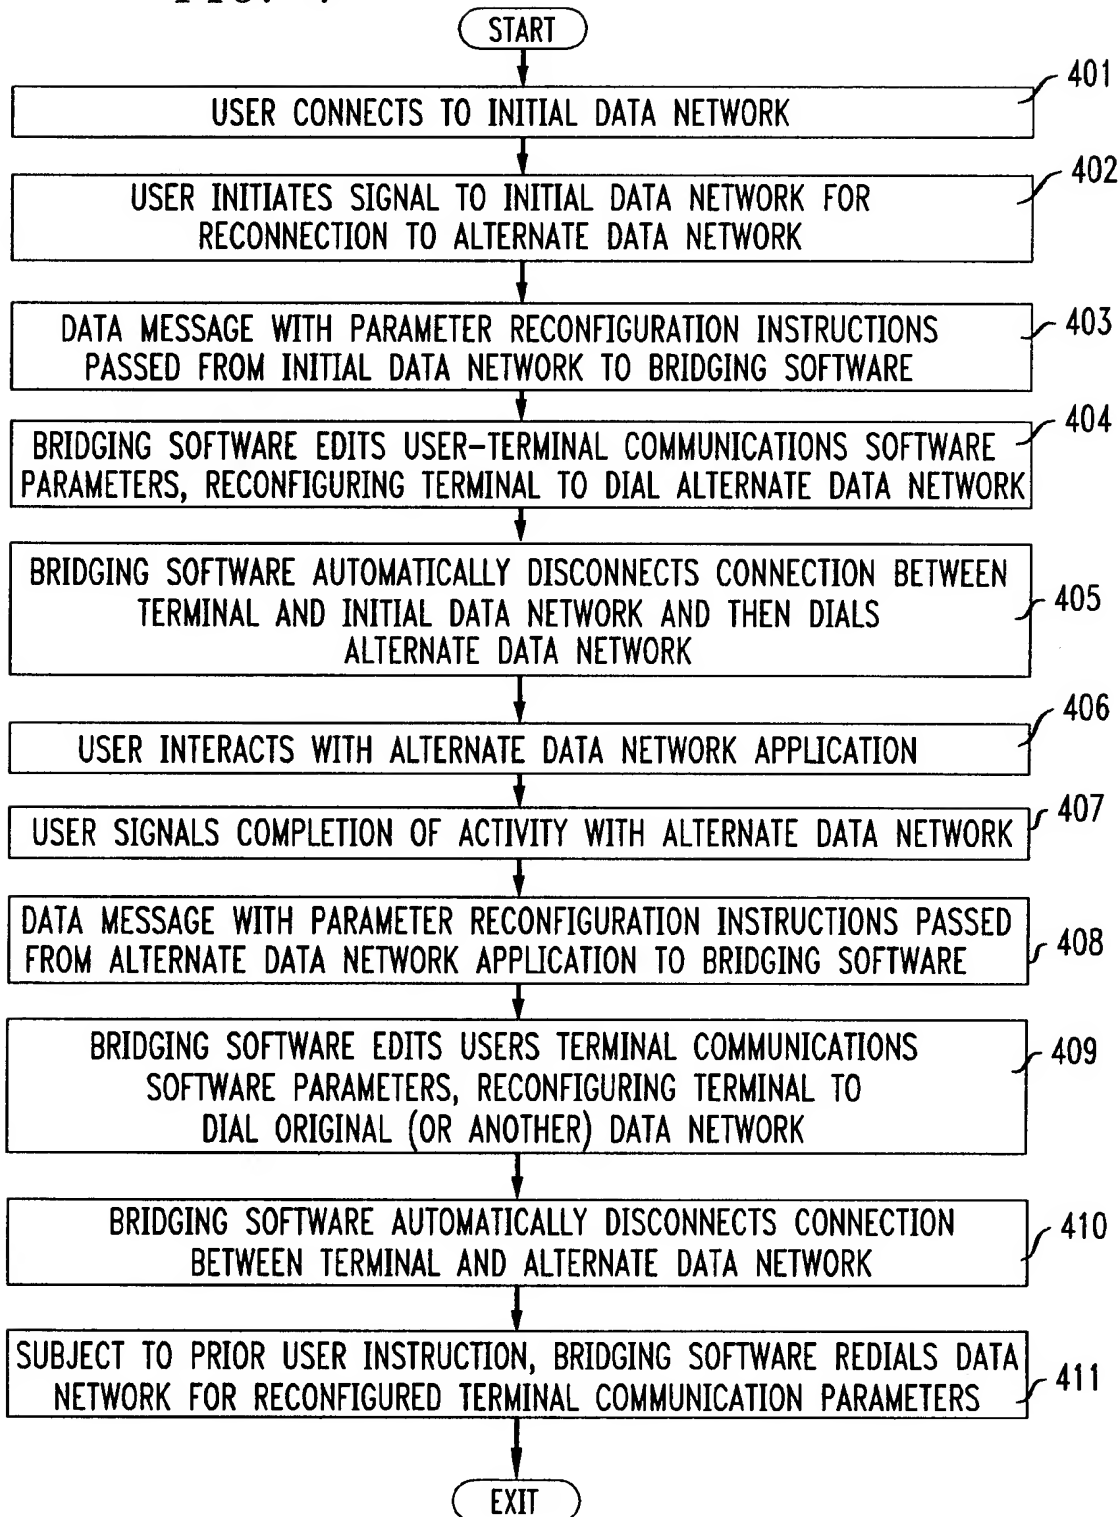 START
401
USER CONNECTS TO INITIAL DATA NETWORK
402
USER INITIATES SIGNAL TO INITIAL DATA NETWORK FOR
RECONNECTION TO ALTERNATE DATA NETWORK
403
DATA MESSAGE WITH PARAMETER RECONFIGURATION INSTRUCTIONS
PASSED FROM INITIAL DATA NETWORK TO BRIDGING SOFTWARE
404
BRIDGING SOFTWARE EDITS USER-TERMINAL COMMUNICATIONS SOFTWARE
PARAMETERS, RECONFIGURING TERMINAL TO DIAL ALTERNATE DATA NETWORK
BRIDGING SOFTWARE AUTOMATICALLY DISCONNECTS CONNECTION BETWEEN
TERMINAL AND INITIAL DATA NETWORK AND THEN DIALS
ALTERNATE DATA NETWORK
405
406
USER INTERACTS WITH ALTERNATE DATA NETWORK APPLICATION
407
USER SIGNALS COMPLETION OF ACTIVITY WITH ALTERNATE DATA NETWORK
DATA MESSAGE WITH PARAMETER RECONFIGURATION INSTRUCTIONS PASSED
FROM ALTERNATE DATA NETWORK APPLICATION TO BRIDGING SOFTWARE
408
BRIDGING SOFTWARE EDITS USERS TERMINAL COMMUNICATIONS
SOFTWARE PARAMETERS, RECONFIGURING TERMINAL TO
DIAL ORIGINAL (OR ANOTHER) DATA NETWORK
409
BRIDGING SOFTWARE AUTOMATICALLY DISCONNECTS CONNECTION
BETWEEN TERMINAL AND ALTERNATE DATA NETWORK
410
SUBJECT TO PRIOR USER INSTRUCTION, BRIDGING SOFTWARE REDIALS DATA
NETWORK FOR RECONFIGURED TERMINAL COMMUNICATION PARAMETERS
411
EXIT